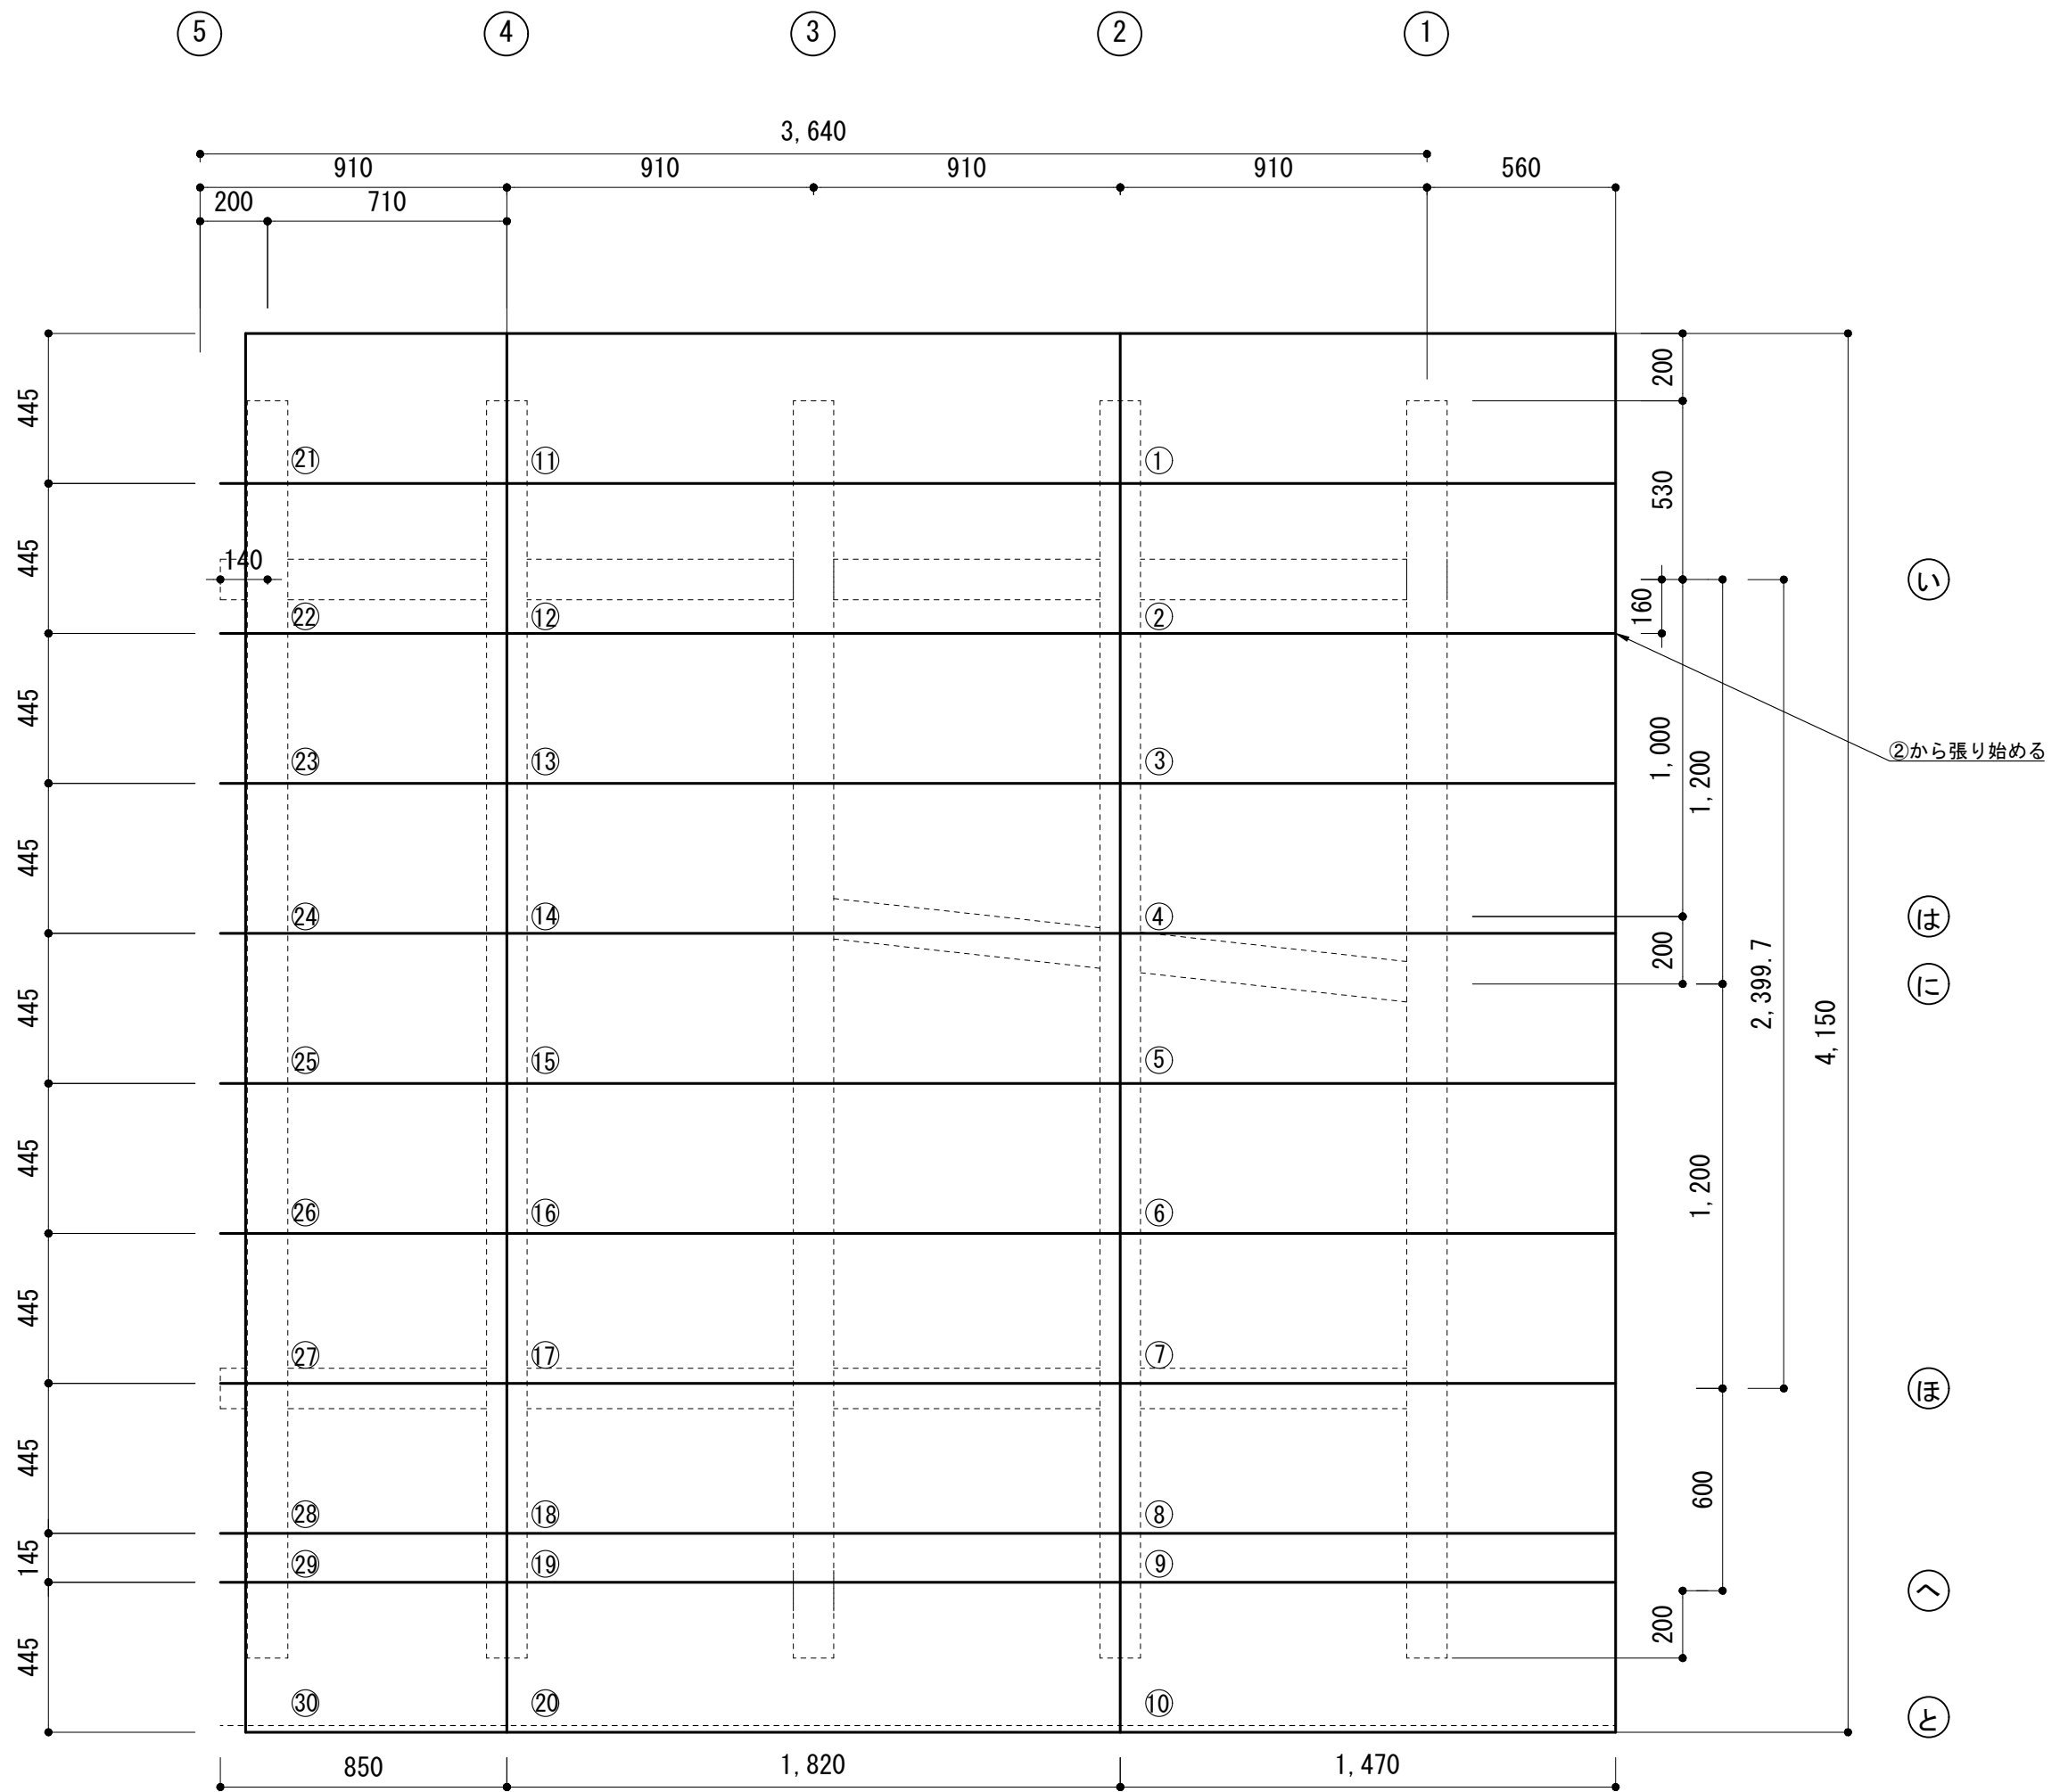 ⑤ ④ ③ ② ①
3,640
910 910 910 910 560
200 710
445
445
445
445
445
445
445
445
145
445
㉑ ⑪ ①
140
㉒ ⑫ ②
㉓ ⑬ ③
㉔ ⑭ ④
㉕ ⑮ ⑤
㉖ ⑯ ⑥
㉗ ⑰ ⑦
㉘ ⑱ ⑧
㉙ ⑲ ⑨
㉚ ⑳ ⑩
850 1,820 1,470
200
530
160
1,000
200
1,200
1,200
600
200
2,399.7
4,150
②から張り始める
い
は
に
ほ
へ
と